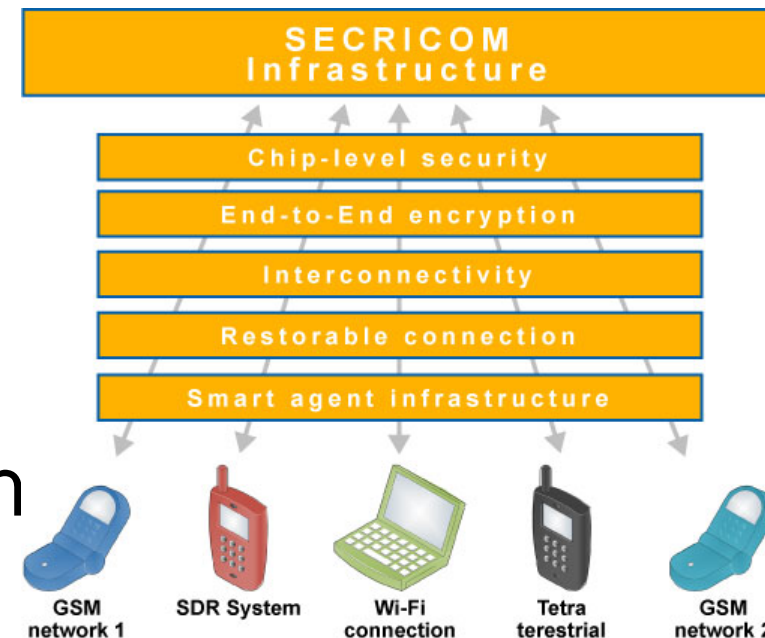 SECRICOM
Infrastructure
Chip-level security
End-to-End encryption
Interconnectivity
Restorable connection
Smart agent infrastructure
n
GSM
network 1
SDR System
Wi-Fi
connection
Tetra
terestrial
GSM
network 2